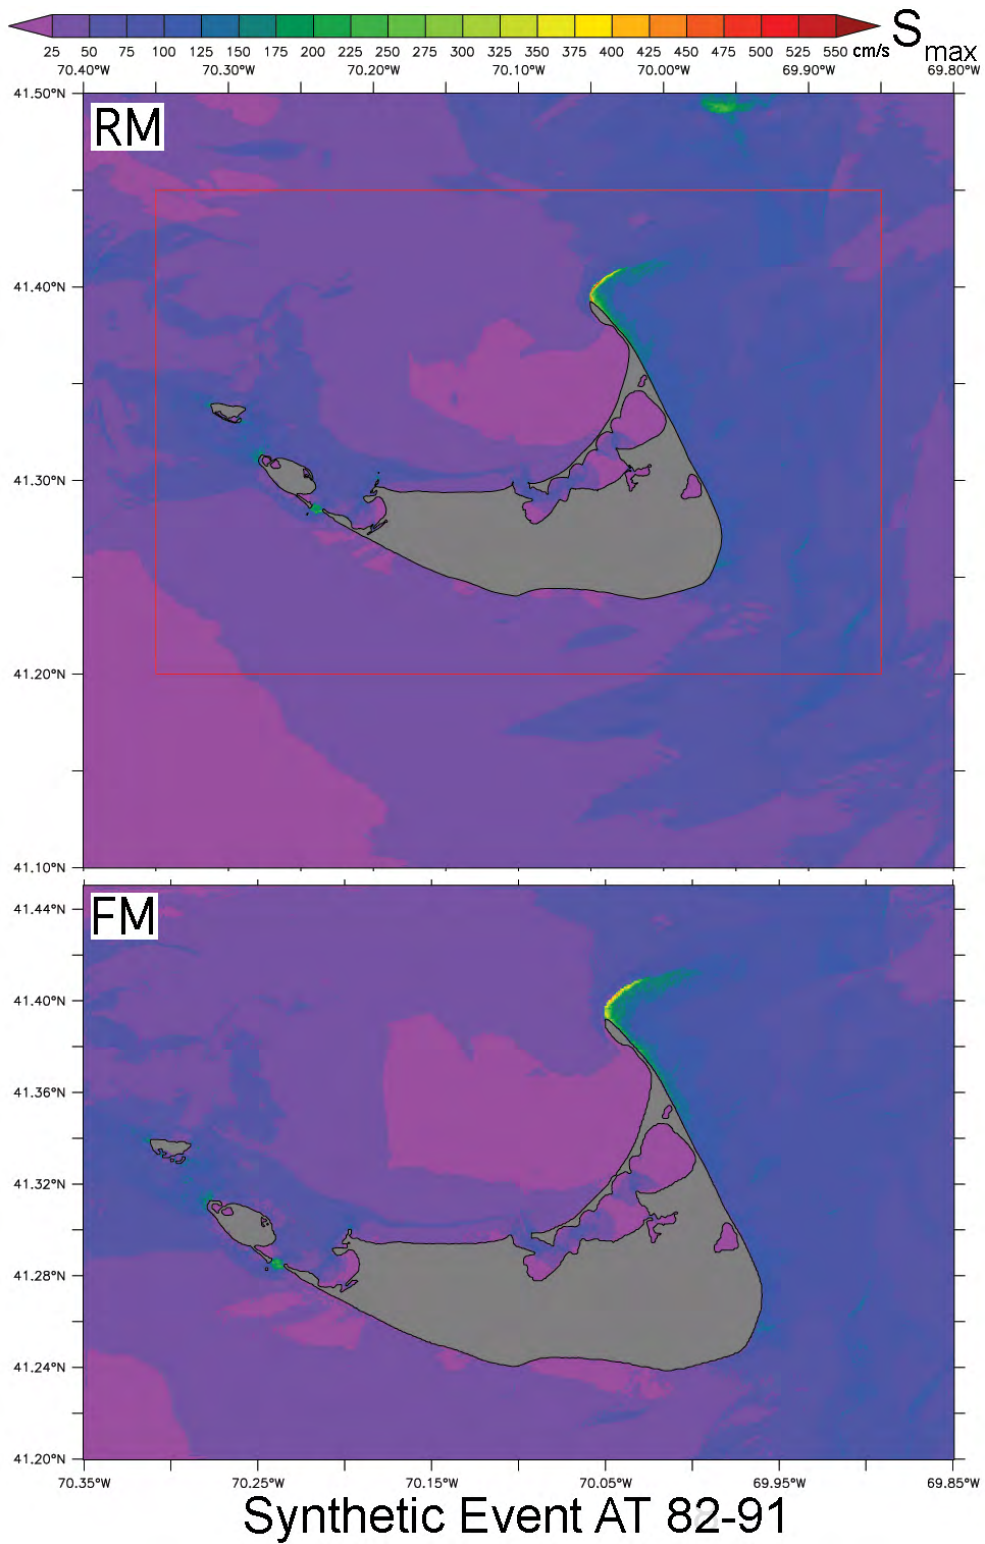 25 50 75 100 125 150 175 200 225 250 275 300 325 350 375 400 425 450 475 500 525 550 cm/s Smax
70.40°W 70.30°W 70.20°W 70.10°W 70.00°W 69.90°W 69.80°W
41.50°N
RM
41.40°N
41.30°N
41.20°N
41.10°N
FM
41.44°N
41.40°N
41.36°N
41.32°N
41.28°N
41.24°N
41.20°N
70.35°W 70.25°W 70.15°W 70.05°W 69.95°W 69.85°W
Synthetic Event AT 82-91